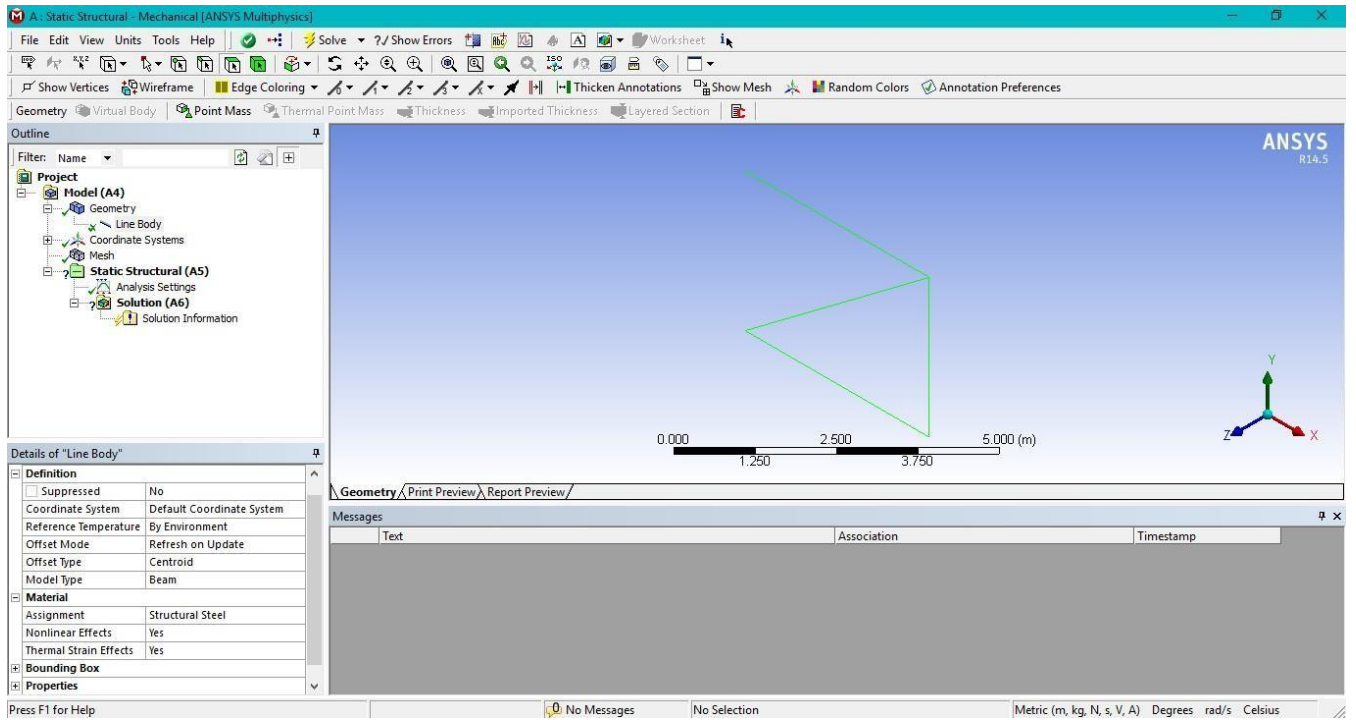 A : Static Structural - Mechanical [ANSYS Multiphysics]
File Edit View Units Tools Help Solve ?/ Show Errors Worksheet
Show Vertices Wireframe Edge Coloring Thicken Annotations Show Mesh Random Colors Annotation Preferences
Geometry Virtual Body Point Mass Thermal Point Mass Thickness Imported Thickness Layered Section
Outline
Filter: Name
Project
Model (A4)
Geometry
Line Body
Coordinate Systems
Mesh
Static Structural (A5)
Analysis Settings
Solution (A6)
Solution Information
ANSYS
R14.5
Y
Z X
0.000 2.500 5.000 (m)
1.250 3.750
Geometry Print Preview Report Preview
Details of "Line Body"
Definition
Suppressed No
Coordinate System Default Coordinate System
Reference Temperature By Environment
Offset Mode Refresh on Update
Offset Type Centroid
Model Type Beam
Material
Assignment Structural Steel
Nonlinear Effects Yes
Thermal Strain Effects Yes
Bounding Box
Properties
Messages
Text Association Timestamp
Press F1 for Help 0 No Messages No Selection Metric (m, kg, N, s, V, A) Degrees rad/s Celsius